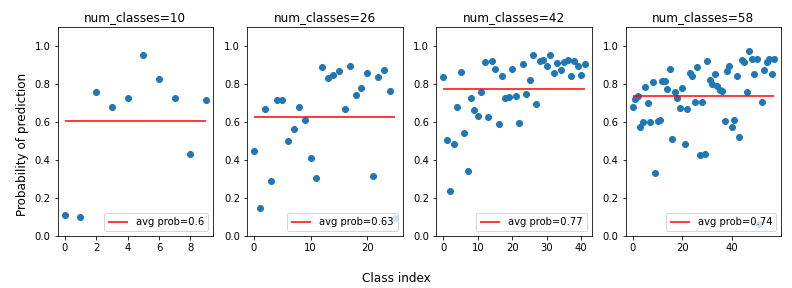 num_classes=10
num_classes=26
num_classes=42
num_classes=58
Probability of prediction
1.0
0.8
0.6
0.4
0.2
0.0
0 2 4 6 8
avg prob=0.6
1.0
0.8
0.6
0.4
0.2
0.0
0 10 20
avg prob=0.63
1.0
0.8
0.6
0.4
0.2
0.0
0 10 20 30 40
avg prob=0.77
1.0
0.8
0.6
0.4
0.2
0.0
0 20 40
avg prob=0.74
Class index